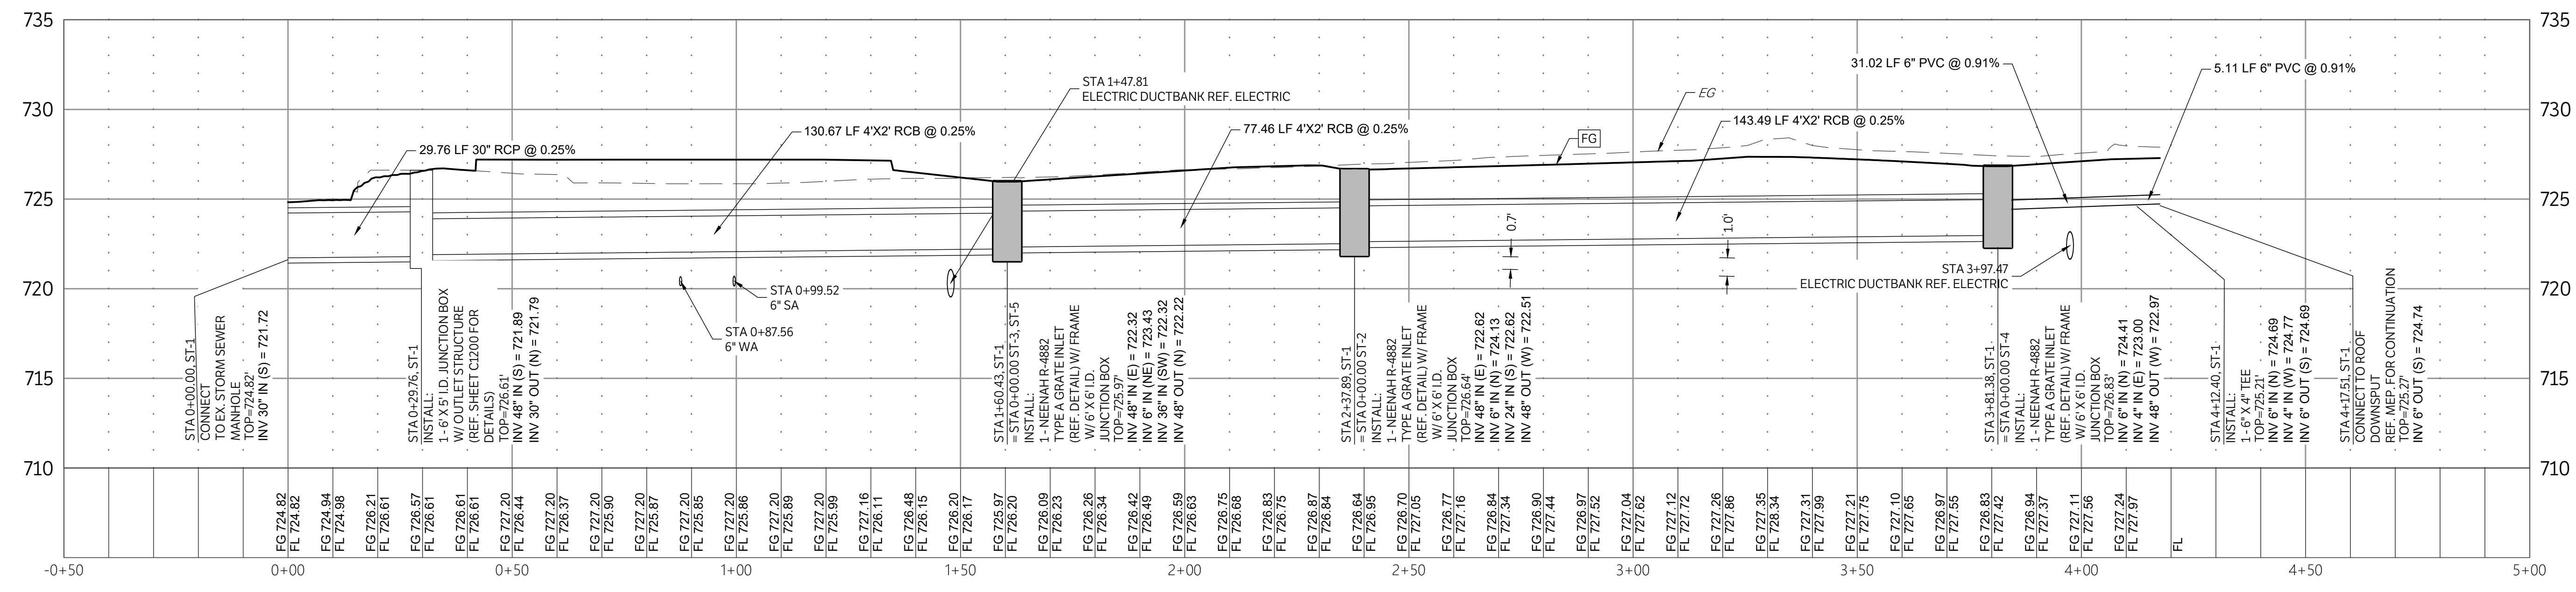 735
730
725
720
715
710
735
730
725
720
715
710
29.76 LF 30" RCP @ 0.25%
130.67 LF 4'X2' RCB @ 0.25%
STA 1+47.81
ELECTRIC DUCTBANK REF. ELECTRIC
77.46 LF 4'X2' RCB @ 0.25%
FG
EG
143.49 LF 4'X2' RCB @ 0.25%
31.02 LF 6" PVC @ 0.91%
5.11 LF 6" PVC @ 0.91%
0.7'
1.0'
STA 0+99.52
6" SA
STA 0+87.56
6" WA
STA 3+97.47
ELECTRIC DUCTBANK REF. ELECTRIC
STA 0+00.00, ST-1
CONNECT
TO EX. STORM SEWER
MANHOLE
TOP=724.82'
INV 30" IN (S) = 721.72
STA 0+29.76, ST-1
INSTALL:
1- 6' X 5' I.D. JUNCTION BOX
W/ OUTLET STRUCTURE
(REF. SHEET C1200 FOR
DETAILS)
TOP=726.61'
INV 48" IN (S) = 721.89
INV 30" OUT (N) = 721.79
STA 1+60.43, ST-1
= STA 0+00.00 ST-3, ST-5
INSTALL:
1- NEENAH R-4882
TYPE A GRATE INLET
(REF. DETAIL) W/ FRAME
W/ 6' X 6' I.D.
JUNCTION BOX
TOP=725.97'
INV 48" IN (E) = 722.32
INV 6" IN (NE) = 723.43
INV 36" IN (SW) = 722.32
INV 48" OUT (N) = 722.22
STA 2+37.89, ST-1
= STA 0+00.00 ST-2
INSTALL:
1- NEENAH R-4882
TYPE A GRATE INLET
(REF. DETAIL) W/ FRAME
W/ 6' X 6' I.D.
JUNCTION BOX
TOP=726.64'
INV 48" IN (E) = 722.62
INV 6" IN (N) = 724.13
INV 24" IN (S) = 722.62
INV 48" OUT (W) = 722.51
STA 3+81.38, ST-1
= STA 0+00.00 ST-4
INSTALL:
1- NEENAH R-4882
TYPE A GRATE INLET
(REF. DETAIL) W/ FRAME
W/ 6' X 6' I.D.
JUNCTION BOX
TOP=726.83'
INV 6" IN (N) = 724.41
INV 4" IN (E) = 723.00
INV 48" OUT (W) = 722.97
STA 4+12.40, ST-1
INSTALL:
1- 6" X 4" TEE
TOP=725.21'
INV 6" IN (N) = 724.69
INV 4" IN (W) = 724.77
INV 6" OUT (S) = 724.69
STA 4+17.51, ST-1
CONNECT TO ROOF
DOWNSPUT
REF. MEP. FOR CONTINUATION
TOP=725.27'
INV 6" OUT (S) = 724.74
FG 724.82
FL 724.82
FG 724.94
FL 724.98
FG 726.21
FL 726.61
FG 726.57
FL 726.61
FG 726.61
FL 726.61
FG 727.20
FL 726.44
FG 727.20
FL 726.37
FG 727.20
FL 725.90
FG 727.20
FL 725.87
FG 727.20
FL 725.85
FG 727.20
FL 725.86
FG 727.20
FL 725.89
FG 727.20
FL 725.99
FG 727.16
FL 726.11
FG 726.48
FL 726.15
FG 726.20
FL 726.17
FG 725.97
FL 726.20
FG 726.09
FL 726.23
FG 726.26
FL 726.34
FG 726.42
FL 726.49
FG 726.59
FL 726.63
FG 726.75
FL 726.68
FG 726.83
FL 726.75
FG 726.87
FL 726.84
FG 726.64
FL 726.95
FG 726.70
FL 727.05
FG 726.77
FL 727.16
FG 726.84
FL 727.34
FG 726.90
FL 727.44
FG 726.97
FL 727.52
FG 727.04
FL 727.62
FG 727.12
FL 727.72
FG 727.26
FL 727.86
FG 727.35
FL 728.34
FG 727.31
FL 727.99
FG 727.21
FL 727.75
FG 727.10
FL 727.65
FG 726.97
FL 727.55
FG 726.83
FL 727.42
FG 726.94
FL 727.37
FG 727.11
FL 727.56
FG 727.24
FL 727.97
FL
-0+50
0+00
0+50
1+00
1+50
2+00
2+50
3+00
3+50
4+00
4+50
5+00